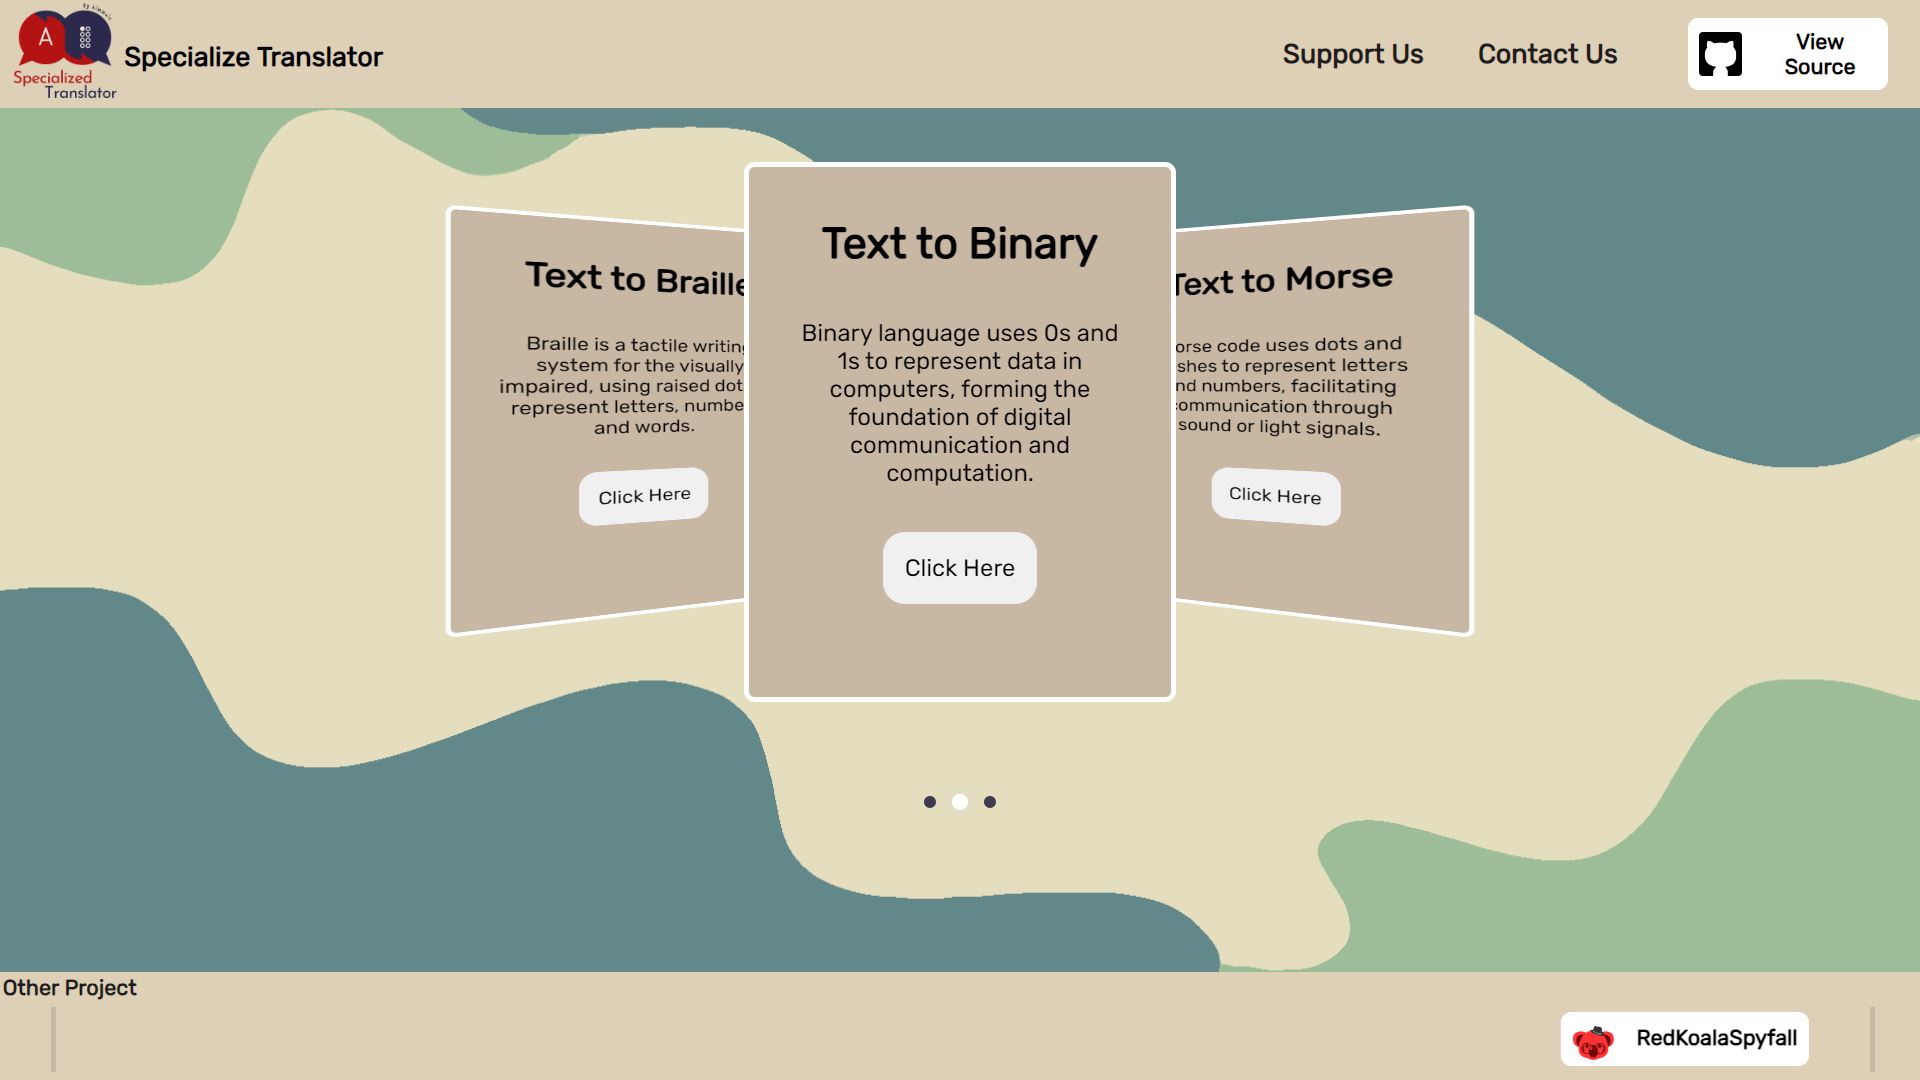 A
Specialized
Translator
Specialize Translator
Support Us
Contact Us
View
Source
Text to Braille
Braille is a tactile writing
system for the visually
impaired, using raised dot
represent letters, numbe
and words.
Click Here
Text to Binary
Binary language uses 0s and
1s to represent data in
computers, forming the
foundation of digital
communication and
computation.
Click Here
Text to Morse
orse code uses dots and
shes to represent letters
nd numbers, facilitating
communication through
sound or light signals.
Click Here
Other Project
RedKoalaSpyfall